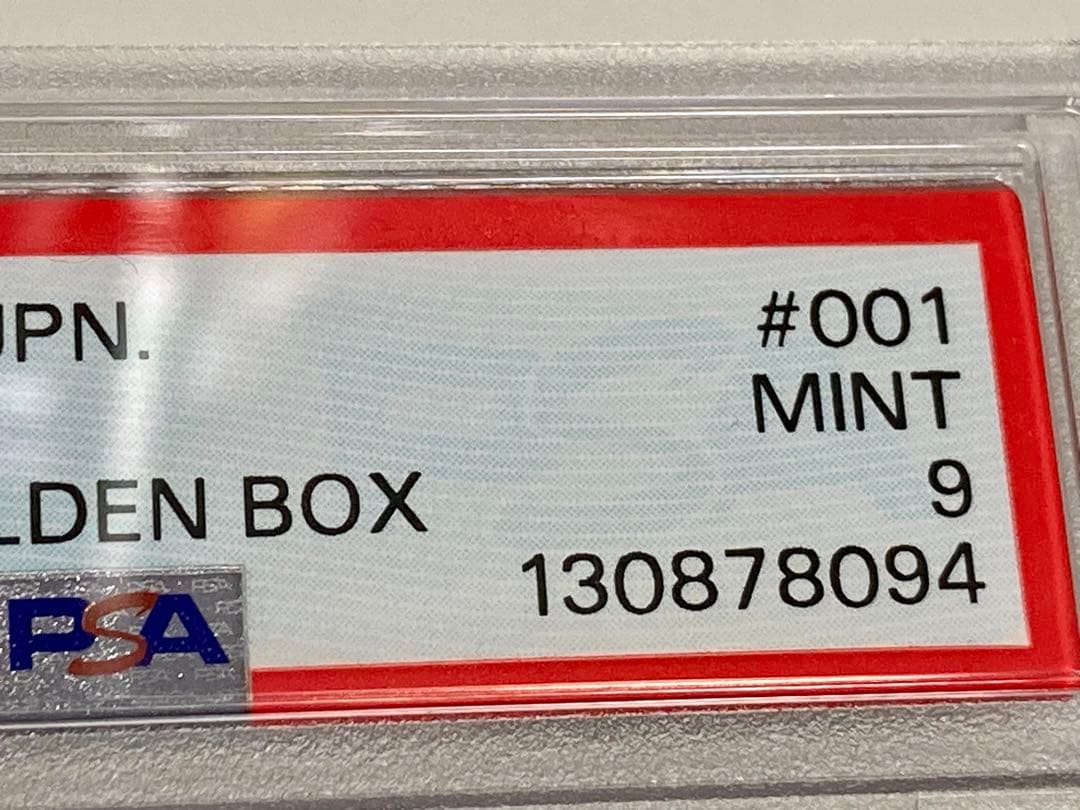 JPN. #001
MINT
LDEN BOX 9
130878094
PSA